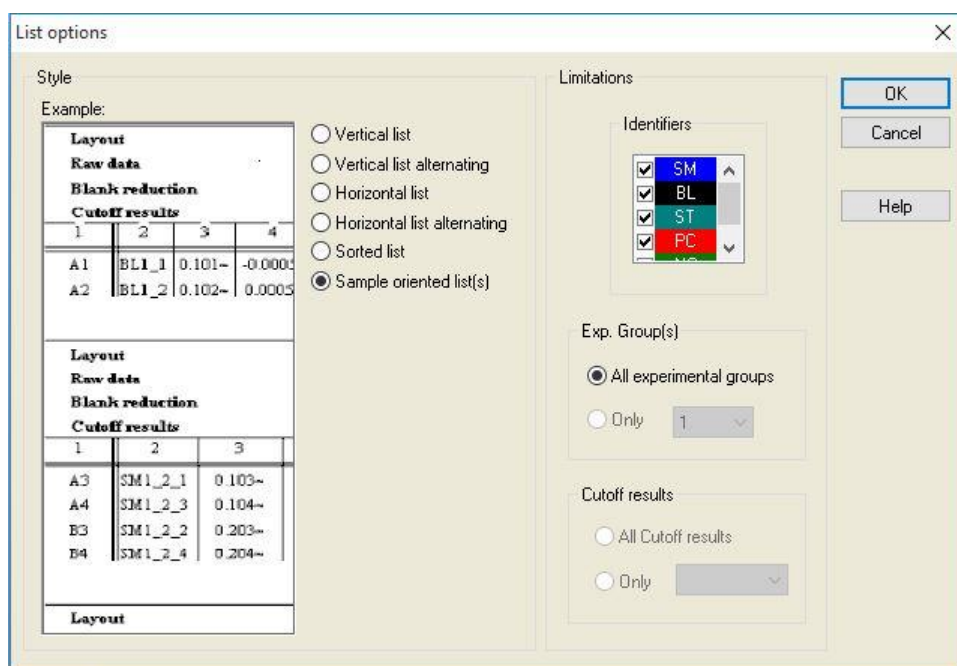 List options
Style
Example:
Layout
Raw data
Blank reduction
Cutoff results
1 2 3 4
A1 BL1_1 0.101~ -0.0005
A2 BL1_2 0.102~ 0.0005
Layout
Raw data
Blank reduction
Cutoff results
1 2 3
A3 SM1_2_1 0.103~
A4 SM1_2_3 0.104~
B3 SM1_2_2 0.203~
B4 SM1_2_4 0.204~
Layout
Vertical list
Vertical list alternating
Horizontal list
Horizontal list alternating
Sorted list
Sample oriented list(s)
Limitations
Identifiers
SM
BL
ST
PC
Exp. Group(s)
All experimental groups
Only 1
Cutoff results
All Cutoff results
Only
OK
Cancel
Help